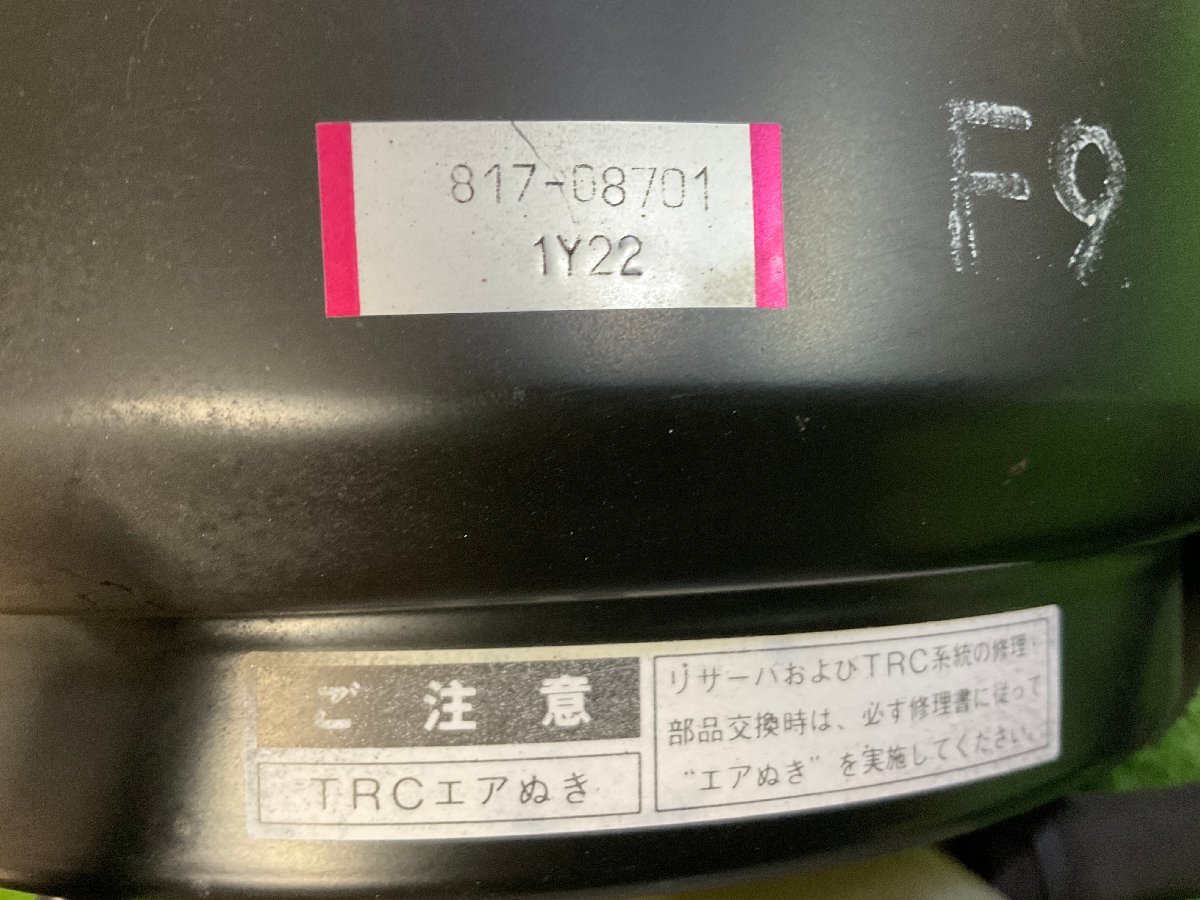 817-08701
1Y22
F9
ご注意
TRCエアぬき
リサーバおよびTRC系統の修理・
部品交換時は、必ず修理書に従って
"エアぬき"を実施してください。